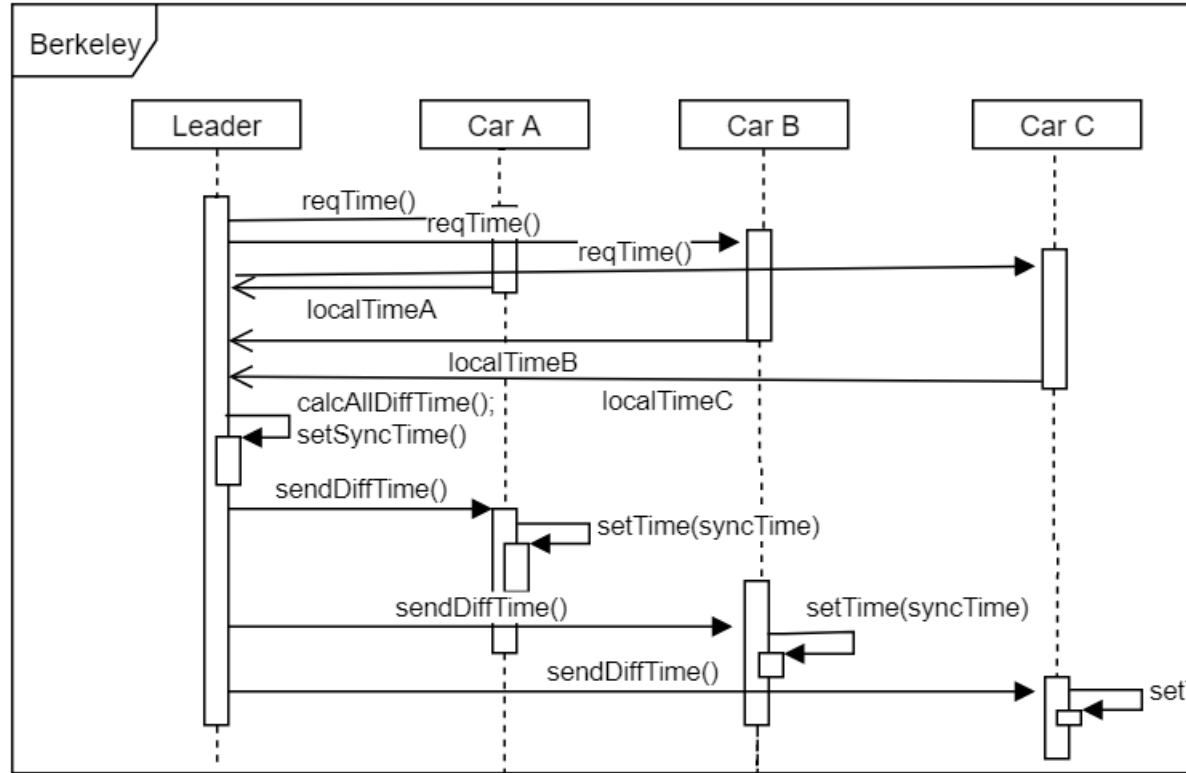 Berkeley
Leader
Car A
Car B
Car C
reqTime()
reqTime()
reqTime()
localTimeA
localTimeB
localTimeC
calcAllDiffTime();
setSyncTime()
sendDiffTime()
setTime(syncTime)
sendDiffTime()
setTime(syncTime)
sendDiffTime()